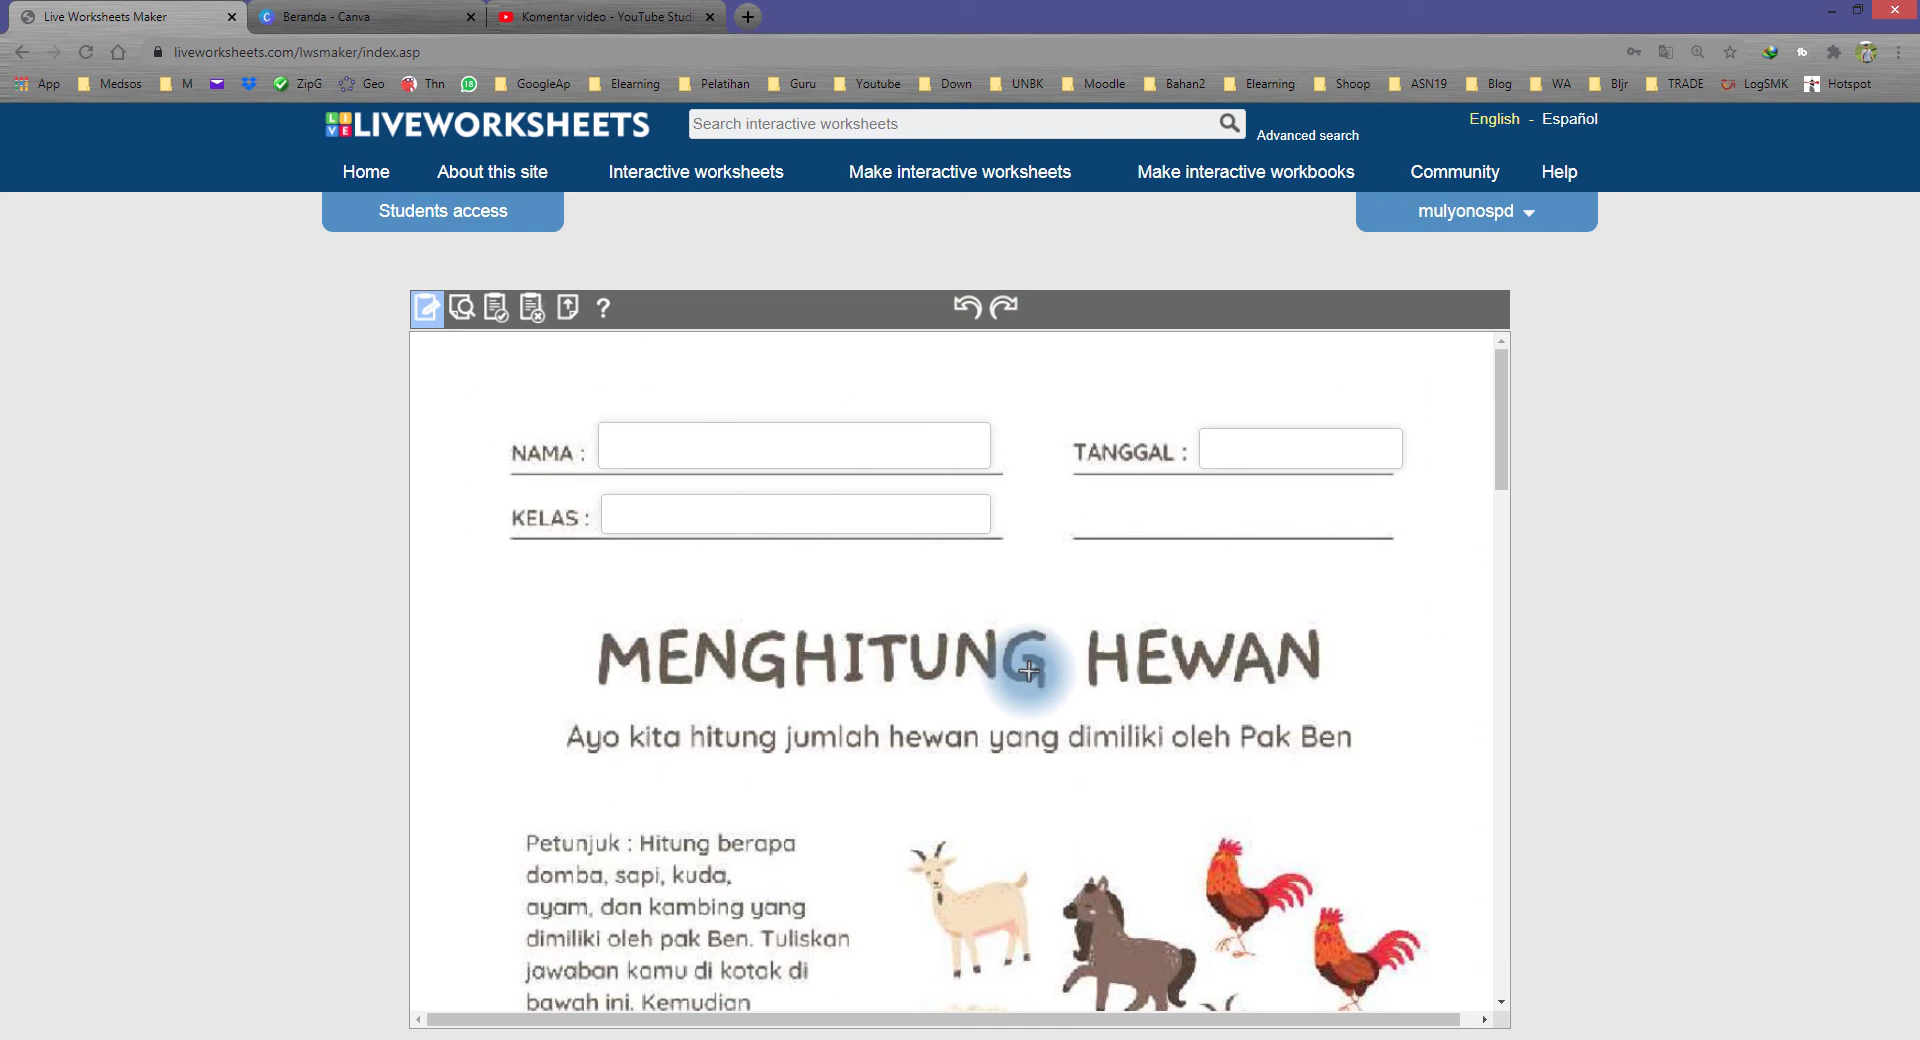 Live Worksheets Maker
Beranda - Canva
Komentar video - YouTube Studi
liveworksheets.com/lwsmaker/index.asp
App Medsos M ZipG Geo Thn 18 GoogleAp Elearning Pelatihan Guru Youtube Down UNBK Moodle Bahan2 Elearning Shoop ASN19 Blog WA Bljr TRADE LogSMK Hotspot
LIVEWORKSHEETS
Search interactive worksheets
Advanced search
English - Español
Home About this site Interactive worksheets Make interactive worksheets Make interactive workbooks Community Help
Students access
mulyonospd
?
NAMA :
TANGGAL :
KELAS :
MENGHITUNG HEWAN
Ayo kita hitung jumlah hewan yang dimiliki oleh Pak Ben
Petunjuk : Hitung berapa
domba, sapi, kuda,
ayam, dan kambing yang
dimiliki oleh pak Ben. Tuliskan
jawaban kamu di kotak di
bawah ini. Kemudian